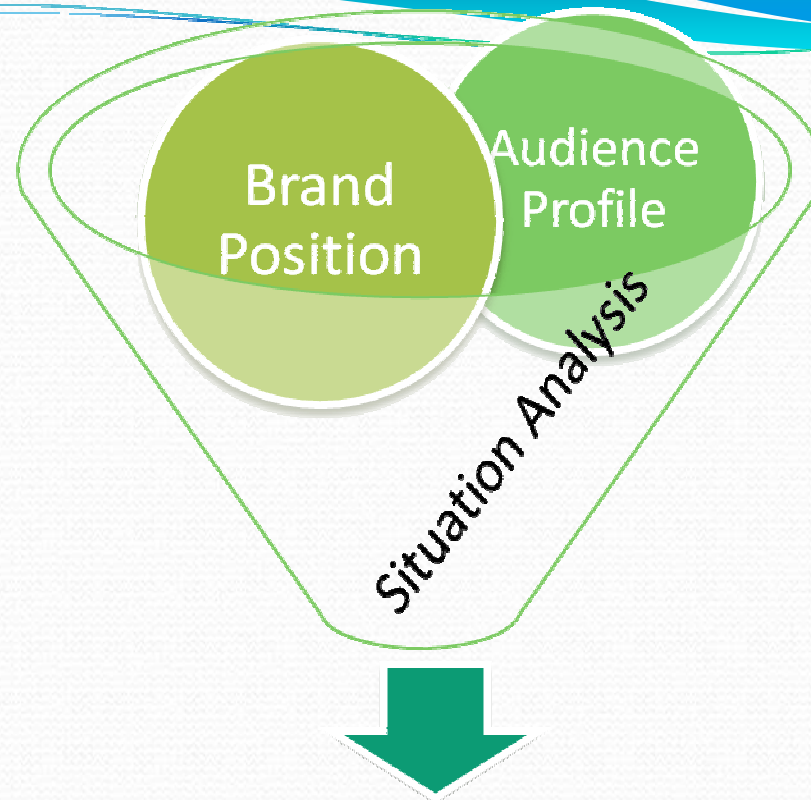 Brand
Position
Audience
Profile
Situation Analysis